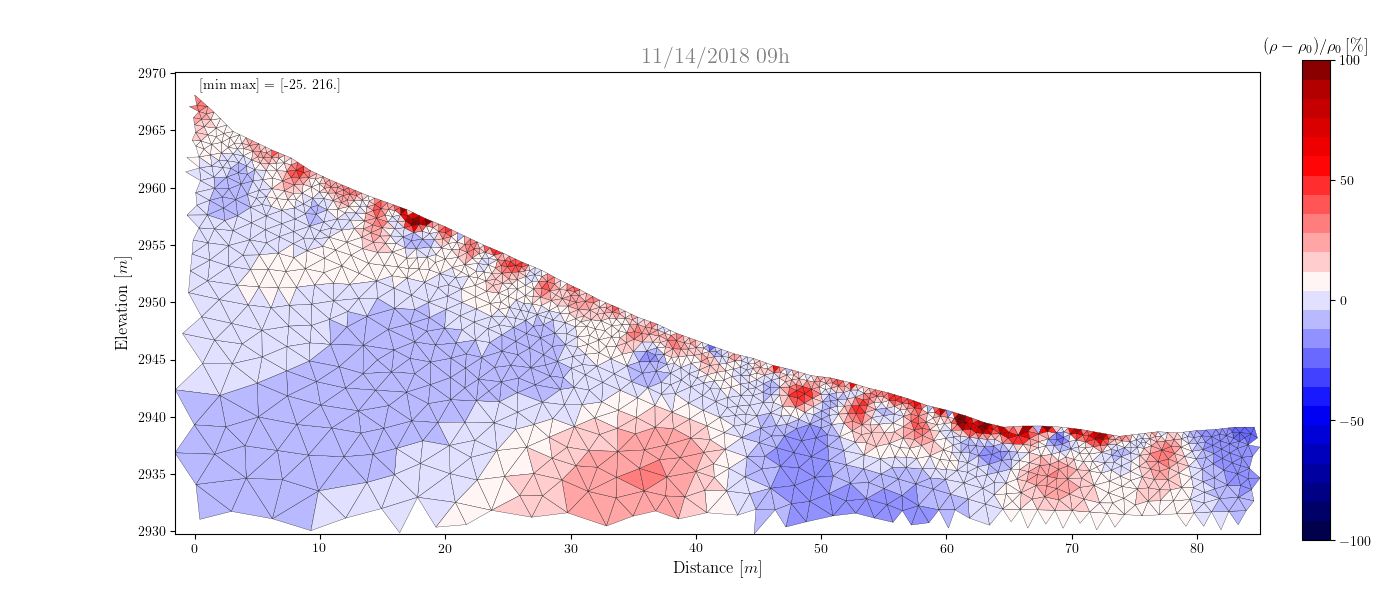 (ρ − ρ₀)/ρ₀ [%]
11/14/2018 09h
[min max] = [-25. 216.]
Elevation [m]
2970
2965
2960
2955
2950
2945
2940
2935
2930
0 10 20 30 40 50 60 70 80
Distance [m]
100
50
0
−50
−100